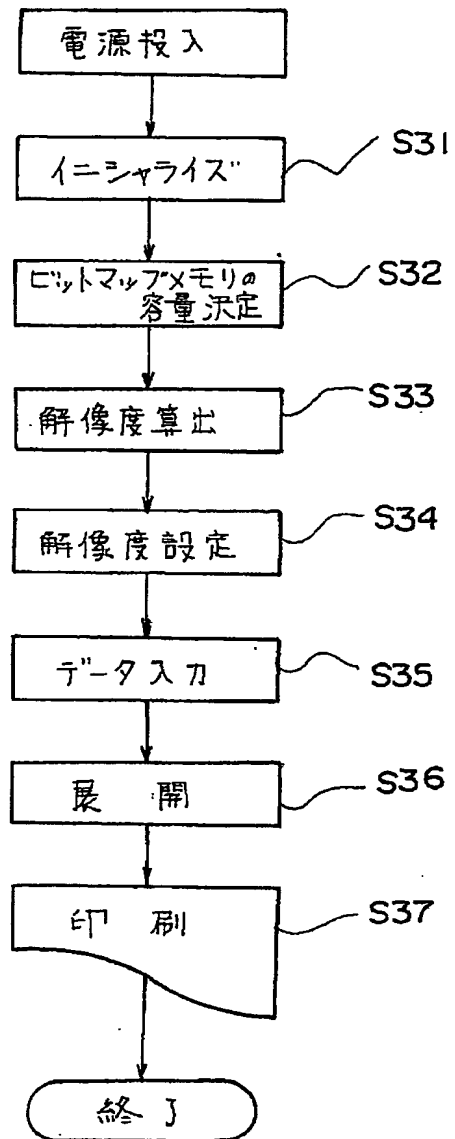 電源投入
イニシャライズ
S31
ビットマップメモリの
容量決定
S32
解像度算出
S33
解像度設定
S34
データ入力
S35
展 開
S36
印 刷
S37
終了